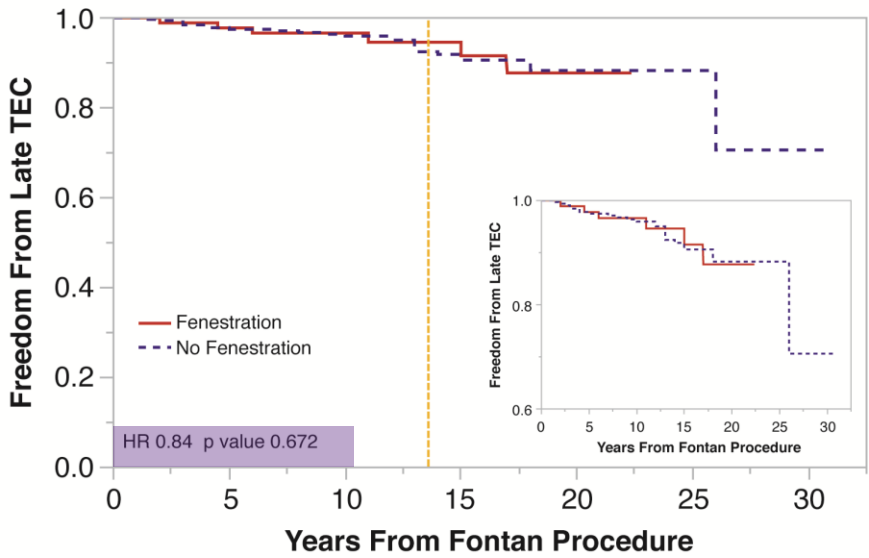 1.0
0.8
0.6
0.4
0.2
0.0
Freedom From Late TEC
Fenestration
No Fenestration
HR 0.84 p value 0.672
0 5 10 15 20 25 30
Years From Fontan Procedure
1.0
0.8
0.6
Freedom From Late TEC
0 5 10 15 20 25 30
Years From Fontan Procedure